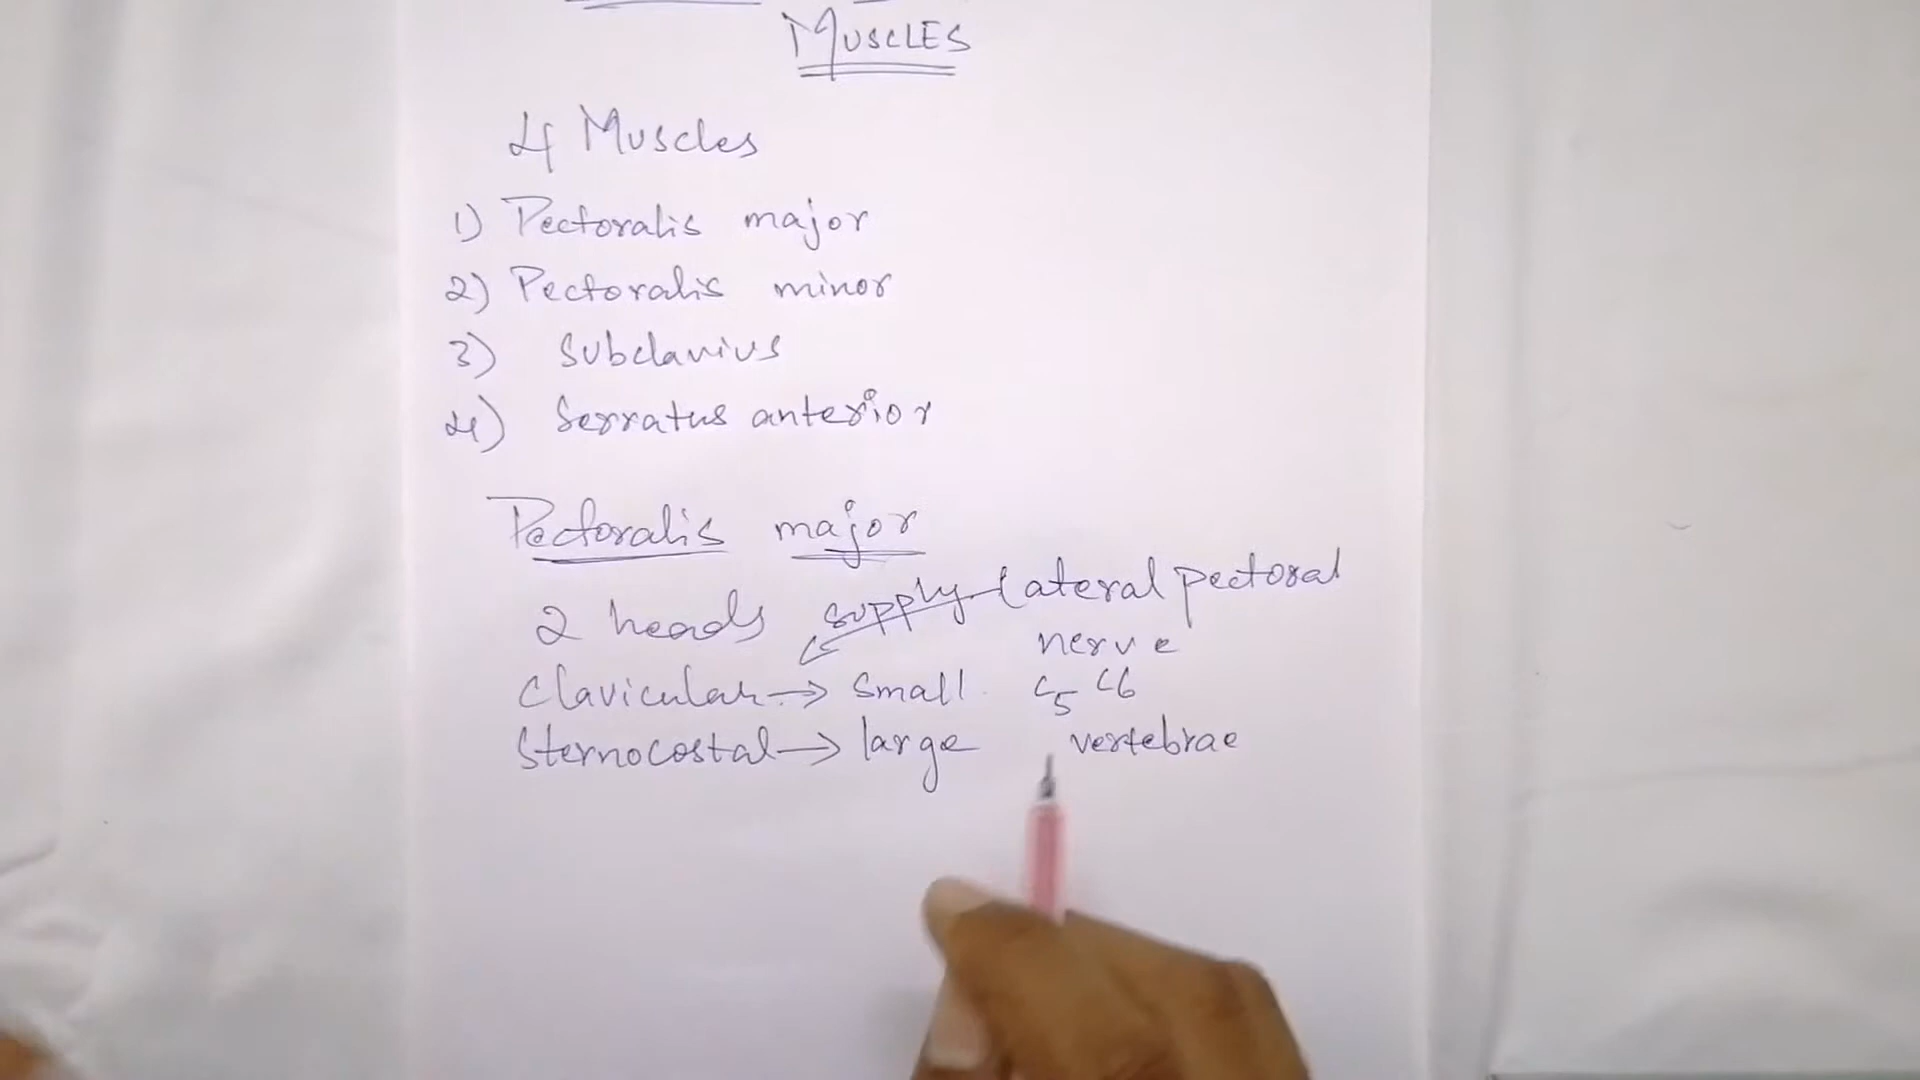 MUSCLES
4 Muscles
1) Pectoralis major
2) Pectoralis minor
3) Subclavius
4) Serratus anterior
Pectoralis major
2 heads supply lateral pectoral
nerve
Clavicular → small C5 C6
Sternocostal → large vertebrae